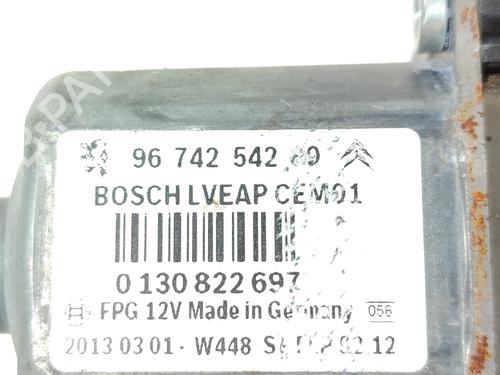 96 742 542
BOSCH LVEAP CEM01
0 130 822 697
FPG 12V Made in Germany 058
2013 03 01 - W448